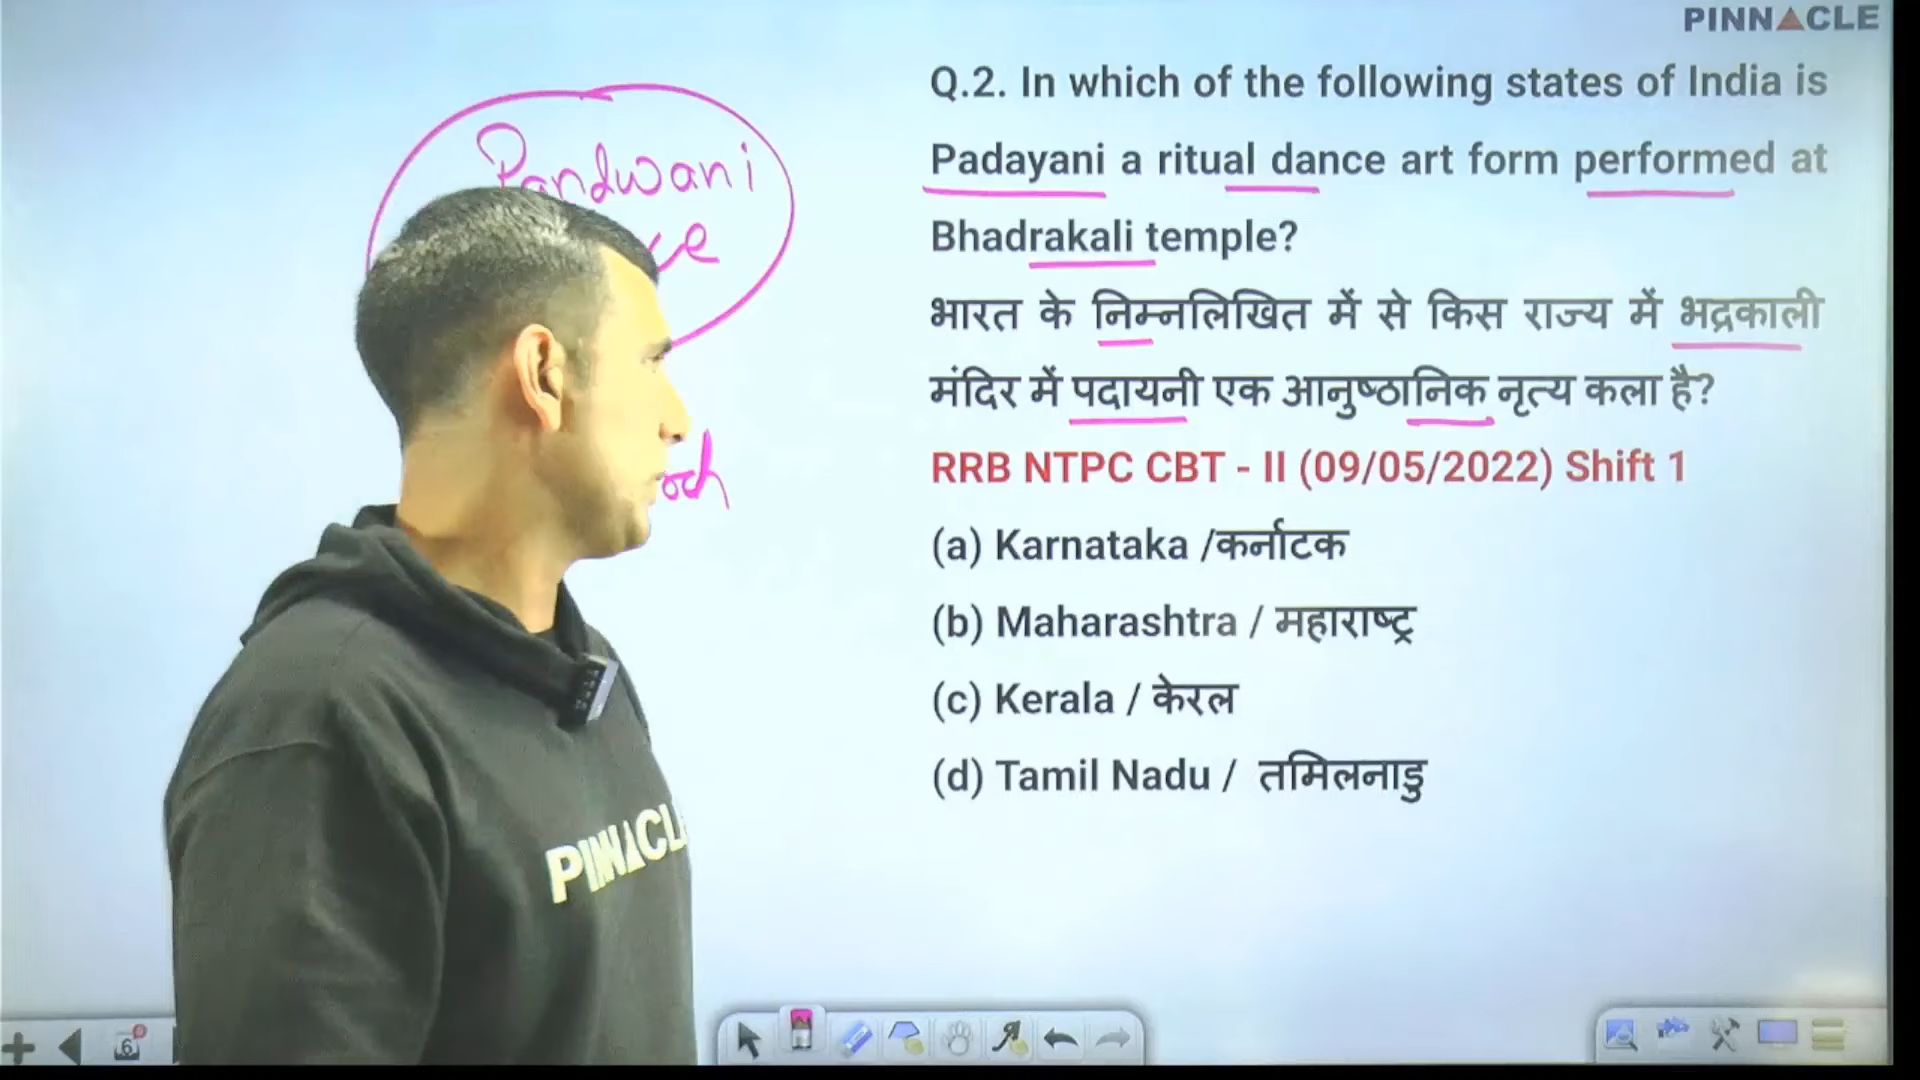 PINNACLE
Q.2. In which of the following states of India is
Padayani a ritual dance art form performed at
Bhadrakali temple?
भारत के निम्नलिखित में से किस राज्य में भद्रकाली
मंदिर में पदायनी एक आनुष्ठानिक नृत्य कला है?
RRB NTPC CBT - II (09/05/2022) Shift 1
(a) Karnataka /कर्नाटक
(b) Maharashtra / महाराष्ट्र
(c) Kerala / केरल
(d) Tamil Nadu / तमिलनाडु
Pandwani
PINNACL
6